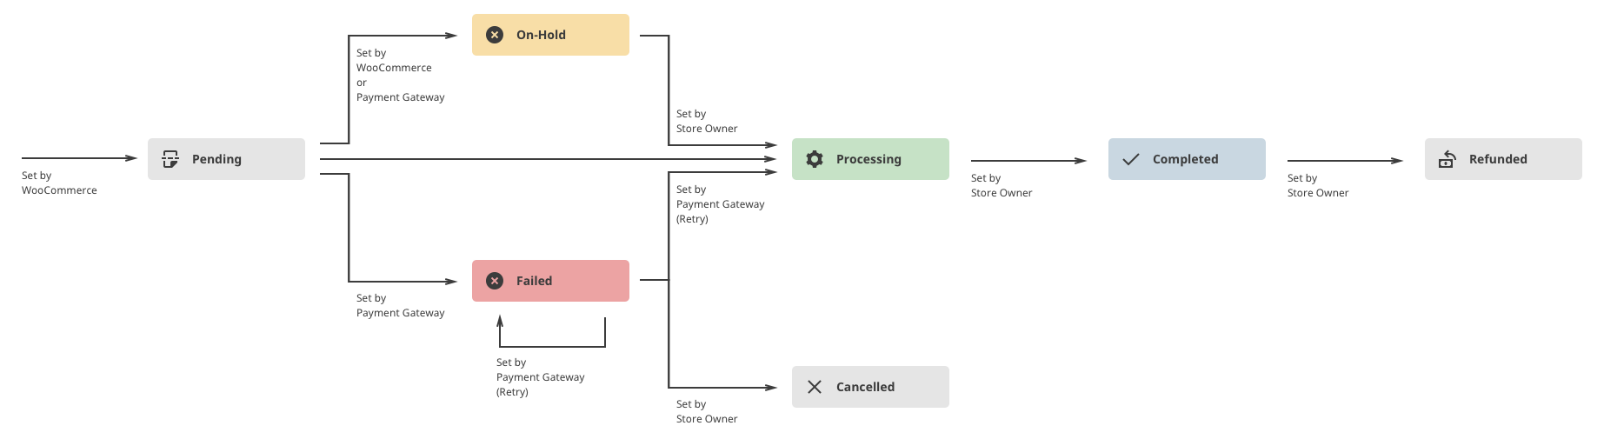 On-Hold
Set by
WooCommerce
or
Payment Gateway
Set by
Store Owner
Pending
Processing
Completed
Refunded
Set by
WooCommerce
Set by
Store Owner
Set by
Store Owner
Set by
Payment Gateway
(Retry)
Failed
Set by
Payment Gateway
Set by
Payment Gateway
(Retry)
Cancelled
Set by
Store Owner